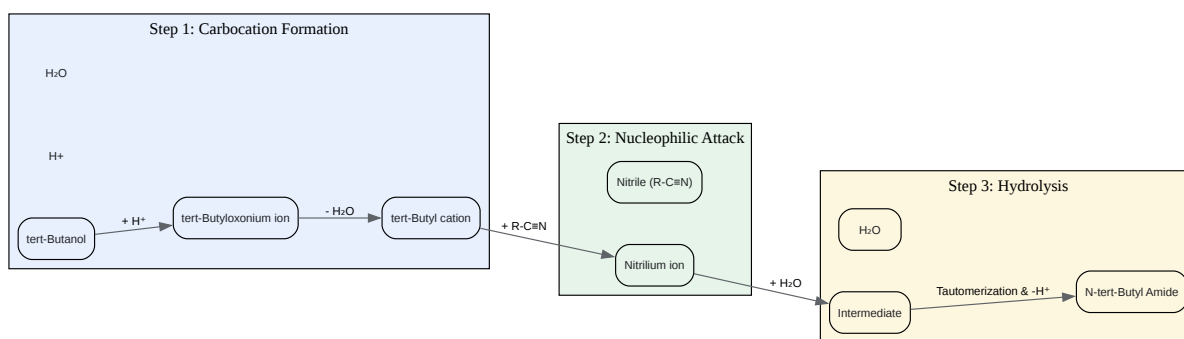 Step 1: Carbocation Formation
H₂O
H+
tert-Butanol
+ H⁺
tert-Butyloxonium ion
- H₂O
tert-Butyl cation
+ R-C≡N
Step 2: Nucleophilic Attack
Nitrile (R-C≡N)
Nitrilium ion
+ H₂O
Step 3: Hydrolysis
H₂O
Intermediate
Tautomerization & -H⁺
N-tert-Butyl Amide